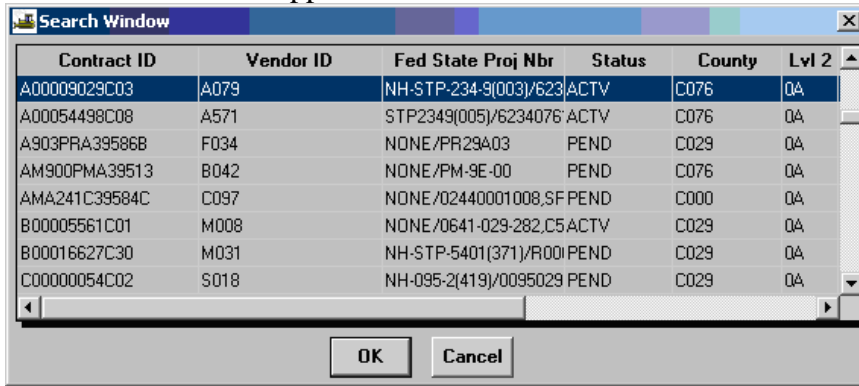 Search Window
Contract ID Vendor ID Fed State Proj Nbr Status County Lvl 2
A00009029C03 A079 NH-STP-234-9(003)/623 ACTV C076 0A
A00054498C08 A571 STP2349(005)/6234076 ACTV C076 0A
A903PRA39586B F034 NONE/PR29A03 PEND C029 0A
AM900PMA39513 B042 NONE/PM-9E-00 PEND C076 0A
AMA241C39584C C097 NONE/02440001008,SF PEND C000 0A
B00005561C01 M008 NONE/0641-029-282,C5 ACTV C029 0A
B00016627C30 M031 NH-STP-5401(371)/R00 PEND C029 0A
C00000054C02 S018 NH-095-2(419)/0095029 PEND C029 0A
OK Cancel